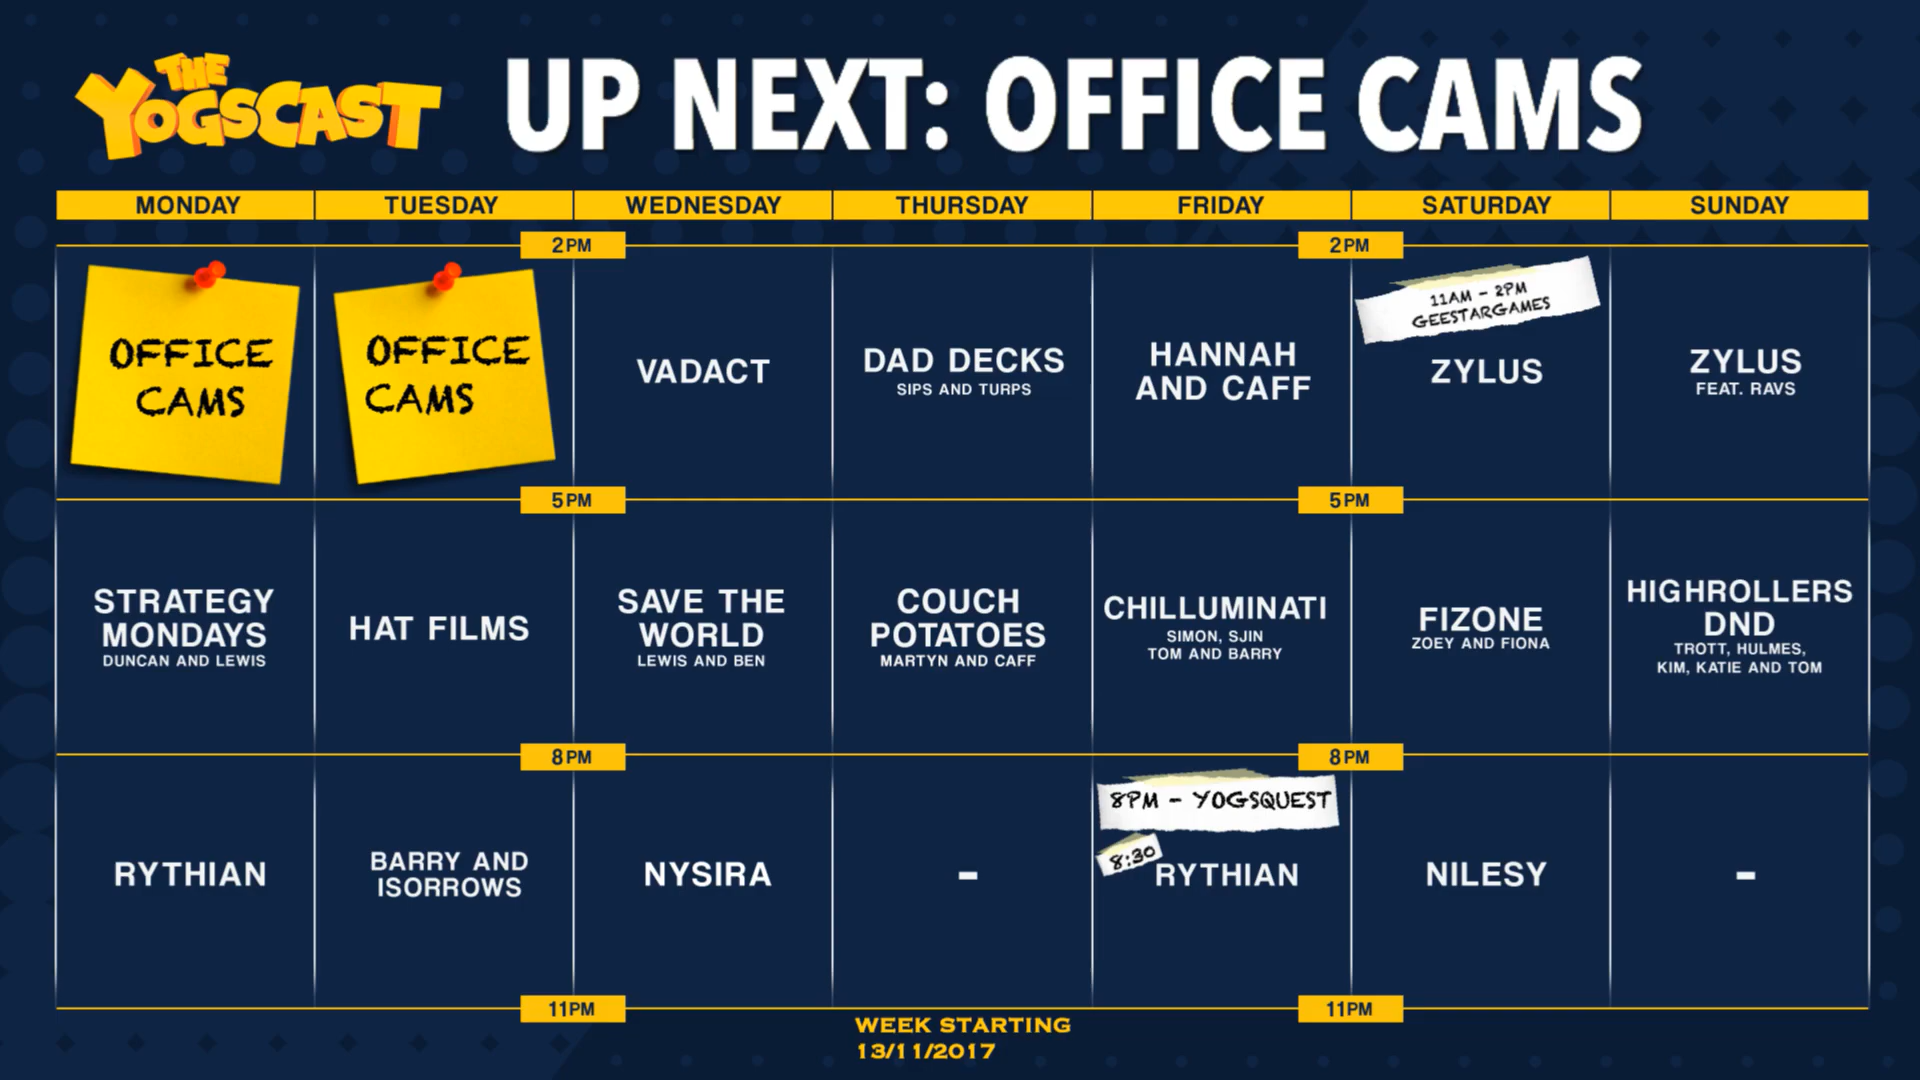 THE
YOGSCAST
UP NEXT: OFFICE CAMS
MONDAY
TUESDAY
WEDNESDAY
THURSDAY
FRIDAY
SATURDAY
SUNDAY
2PM
2PM
OFFICE
CAMS
OFFICE
CAMS
VADACT
DAD DECKS
SIPS AND TURPS
HANNAH
AND CAFF
11AM - 2PM
GEESTARGAMES
ZYLUS
ZYLUS
FEAT. RAVS
5PM
5PM
STRATEGY
MONDAYS
DUNCAN AND LEWIS
HAT FILMS
SAVE THE
WORLD
LEWIS AND BEN
COUCH
POTATOES
MARTYN AND CAFF
CHILLUMINATI
SIMON, SJIN
TOM AND BARRY
FIZONE
ZOEY AND FIONA
HIGHROLLERS
DND
TROTT, HULMES,
KIM, KATIE AND TOM
8PM
8PM
RYTHIAN
BARRY AND
ISORROWS
NYSIRA
-
8PM - YOGSQUEST
8:30
RYTHIAN
NILESY
-
11PM
11PM
WEEK STARTING
13/11/2017